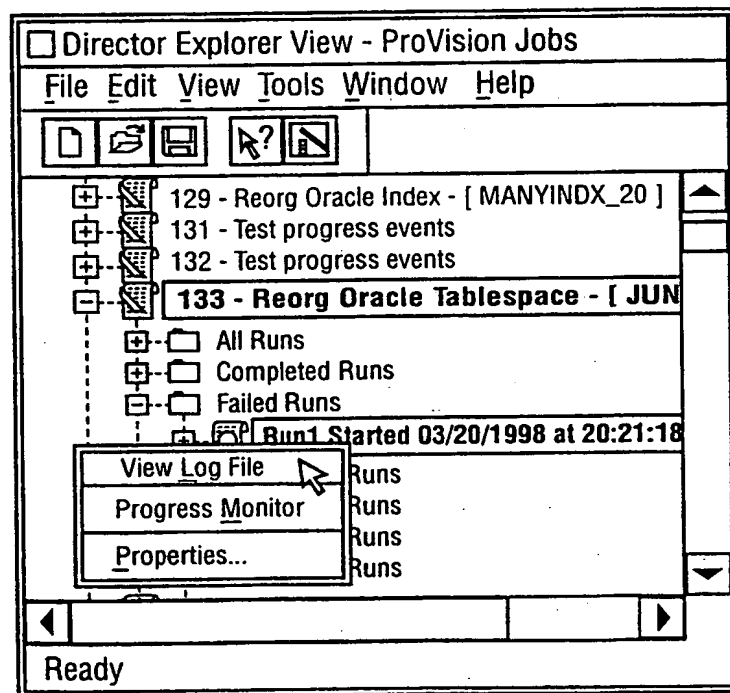 Director Explorer View - ProVision Jobs
File Edit View Tools Window Help
?
129 - Reorg Oracle Index - [ MANYINDX_20 ]
131 - Test progress events
132 - Test progress events
133 - Reorg Oracle Tablespace - [ JUN
All Runs
Completed Runs
Failed Runs
Run1 Started 03/20/1998 at 20:21:18
View Log File
Runs
Progress Monitor
Runs
Runs
Properties...
Runs
Ready